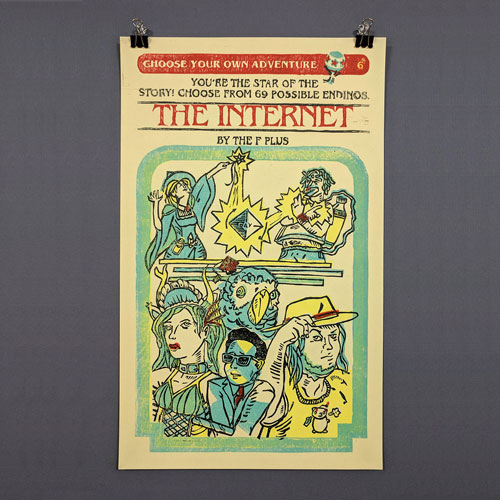 CHOOSE YOUR OWN ADVENTURE 6
YOU'RE THE STAR OF THE
STORY! CHOOSE FROM 69 POSSIBLE ENDINGS.
THE INTERNET
BY THE F PLUS